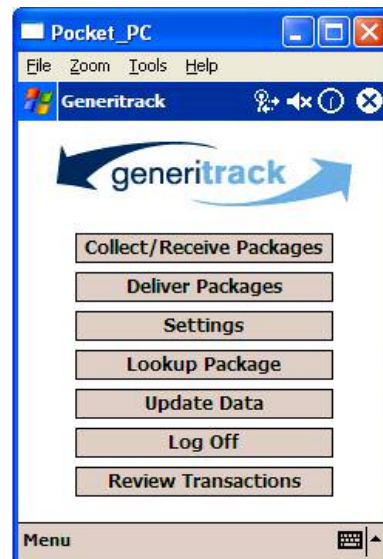 Pocket_PC
File Zoom Tools Help
Generitrack
generitrack
Collect/Receive Packages
Deliver Packages
Settings
Lookup Package
Update Data
Log Off
Review Transactions
Menu